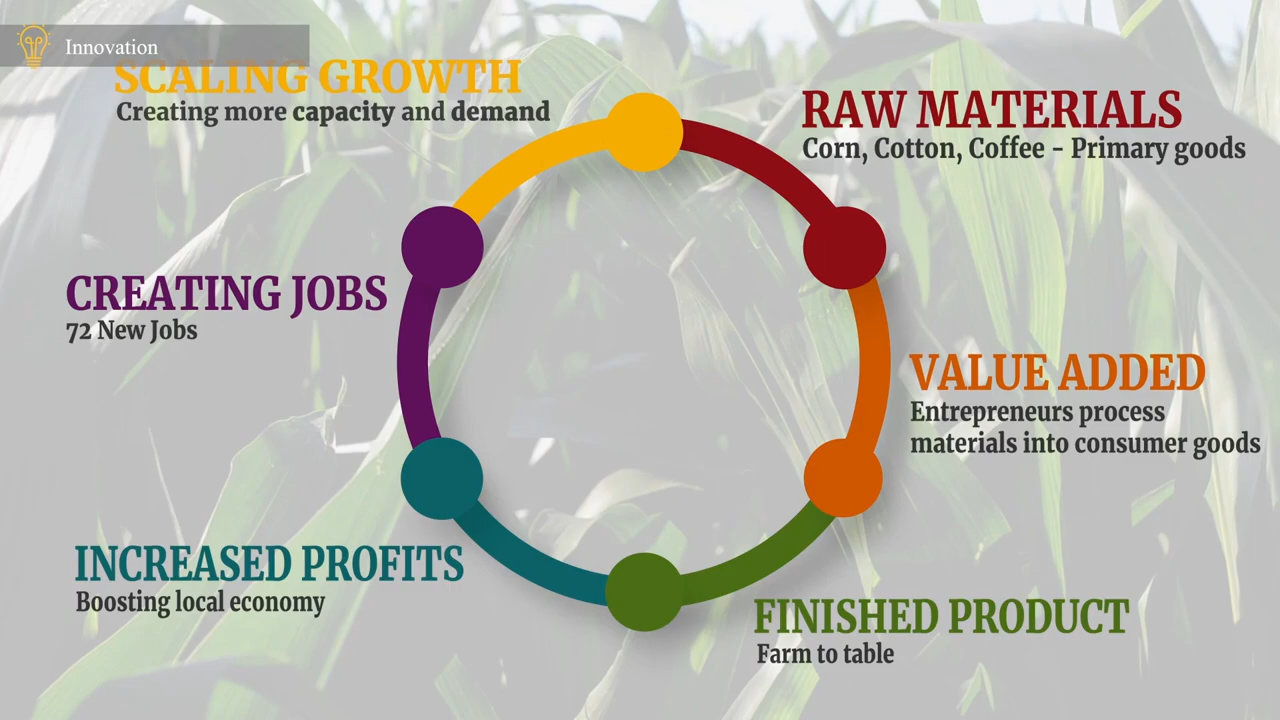 Innovation
SCALING GROWTH
Creating more capacity and demand
RAW MATERIALS
Corn, Cotton, Coffee - Primary goods
CREATING JOBS
72 New Jobs
VALUE ADDED
Entrepreneurs process
materials into consumer goods
INCREASED PROFITS
Boosting local economy
FINISHED PRODUCT
Farm to table